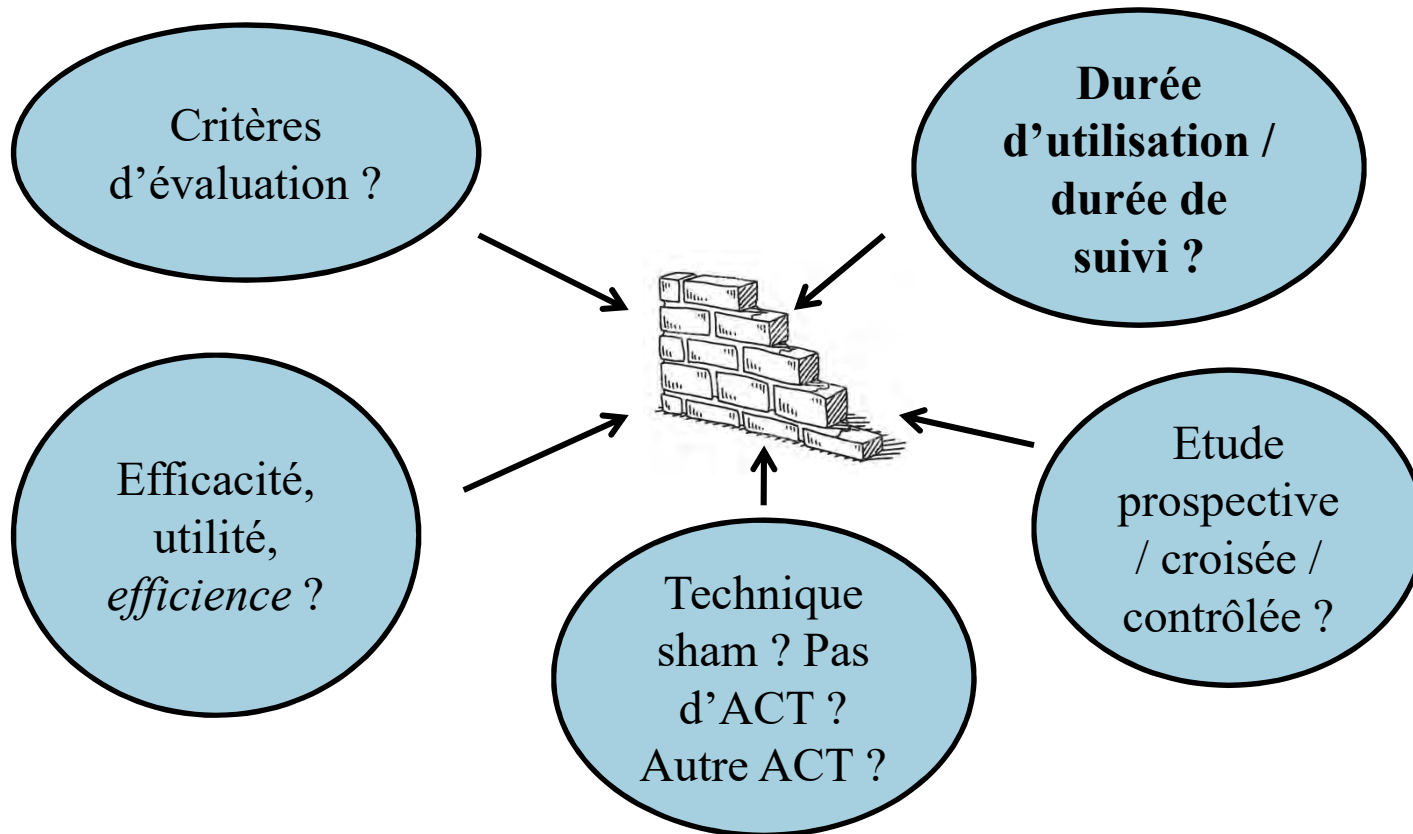 Critères
d’évaluation ?
Durée
d’utilisation /
durée de
suivi ?
Efficacité,
utilité,
efficience ?
Technique
sham ? Pas
d’ACT ?
Autre ACT ?
Etude
prospective
/ croisée /
contrôlée ?